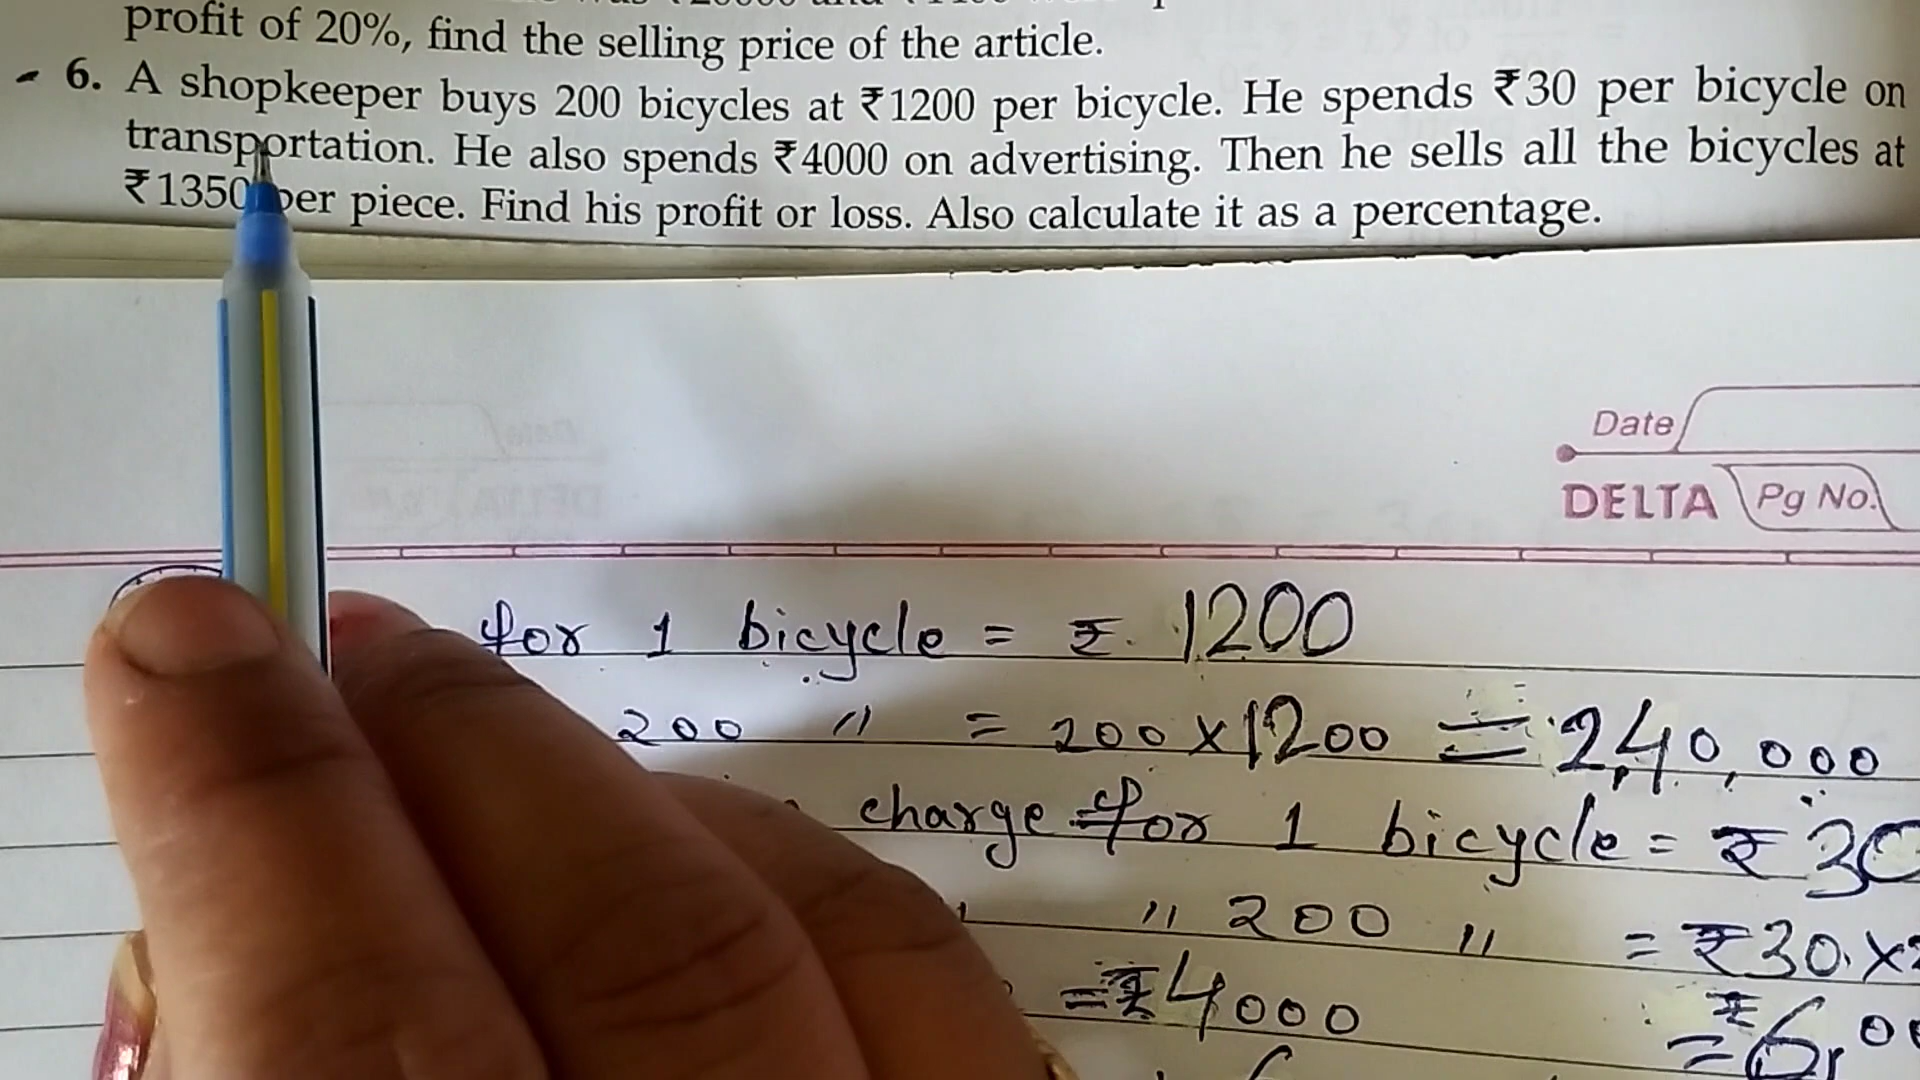 profit of 20%, find the selling price of the article.
6. A shopkeeper buys 200 bicycles at ₹1200 per bicycle. He spends ₹30 per bicycle on
transportation. He also spends ₹4000 on advertising. Then he sells all the bicycles at
₹1350 per piece. Find his profit or loss. Also calculate it as a percentage.
Date
DELTA Pg No.
for 1 bicycle = ₹. 1200
200 " = 200 x 1200 = 2,40,000
charge for 1 bicycle = ₹ 30
" 200 " = ₹30 x
= ₹4000
= ₹6,00